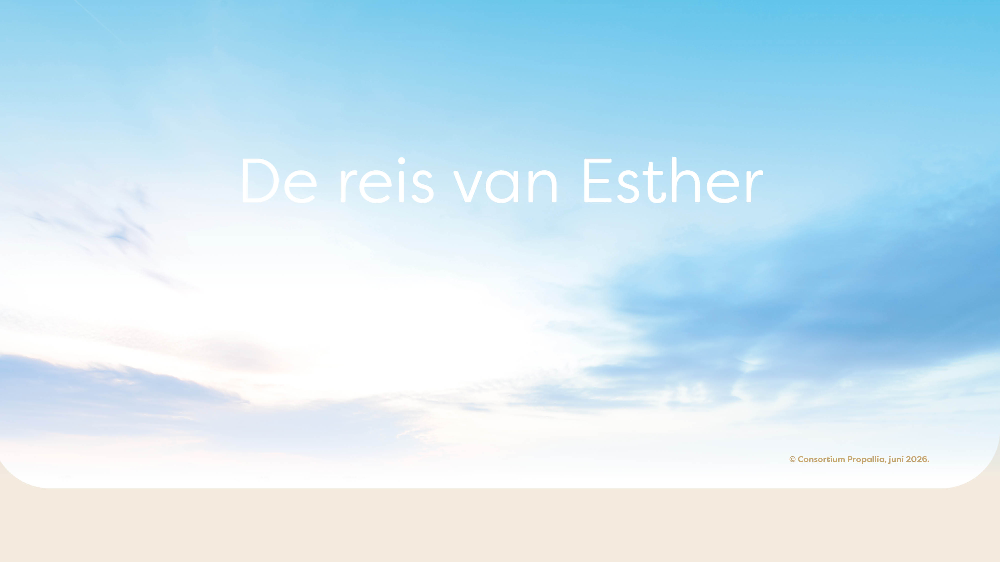 De reis van Esther
© Consortium Propallia, juni 2026.